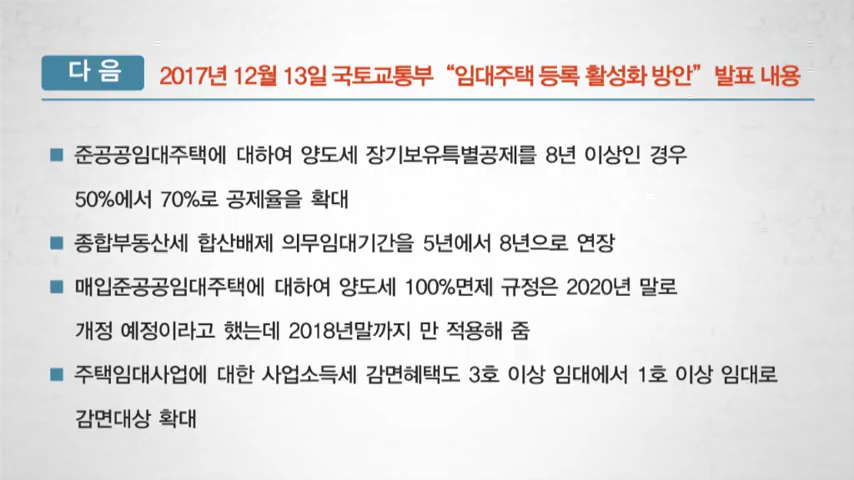 다음 2017년 12월 13일 국토교통부 “임대주택 등록 활성화 방안” 발표 내용
■ 준공공임대주택에 대하여 양도세 장기보유특별공제를 8년 이상인 경우
50%에서 70%로 공제율을 확대
■ 종합부동산세 합산배제 의무임대기간을 5년에서 8년으로 연장
■ 매입준공공임대주택에 대하여 양도세 100%면제 규정은 2020년 말로
개정 예정이라고 했는데 2018년말까지 만 적용해 줌
■ 주택임대사업에 대한 사업소득세 감면혜택도 3호 이상 임대에서 1호 이상 임대로
감면대상 확대